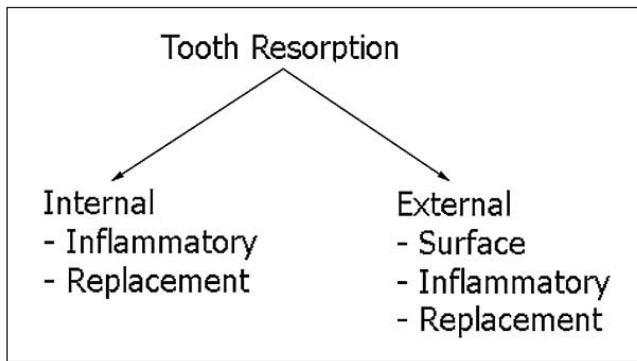 Tooth Resorption
Internal
- Inflammatory
- Replacement
External
- Surface
- Inflammatory
- Replacement